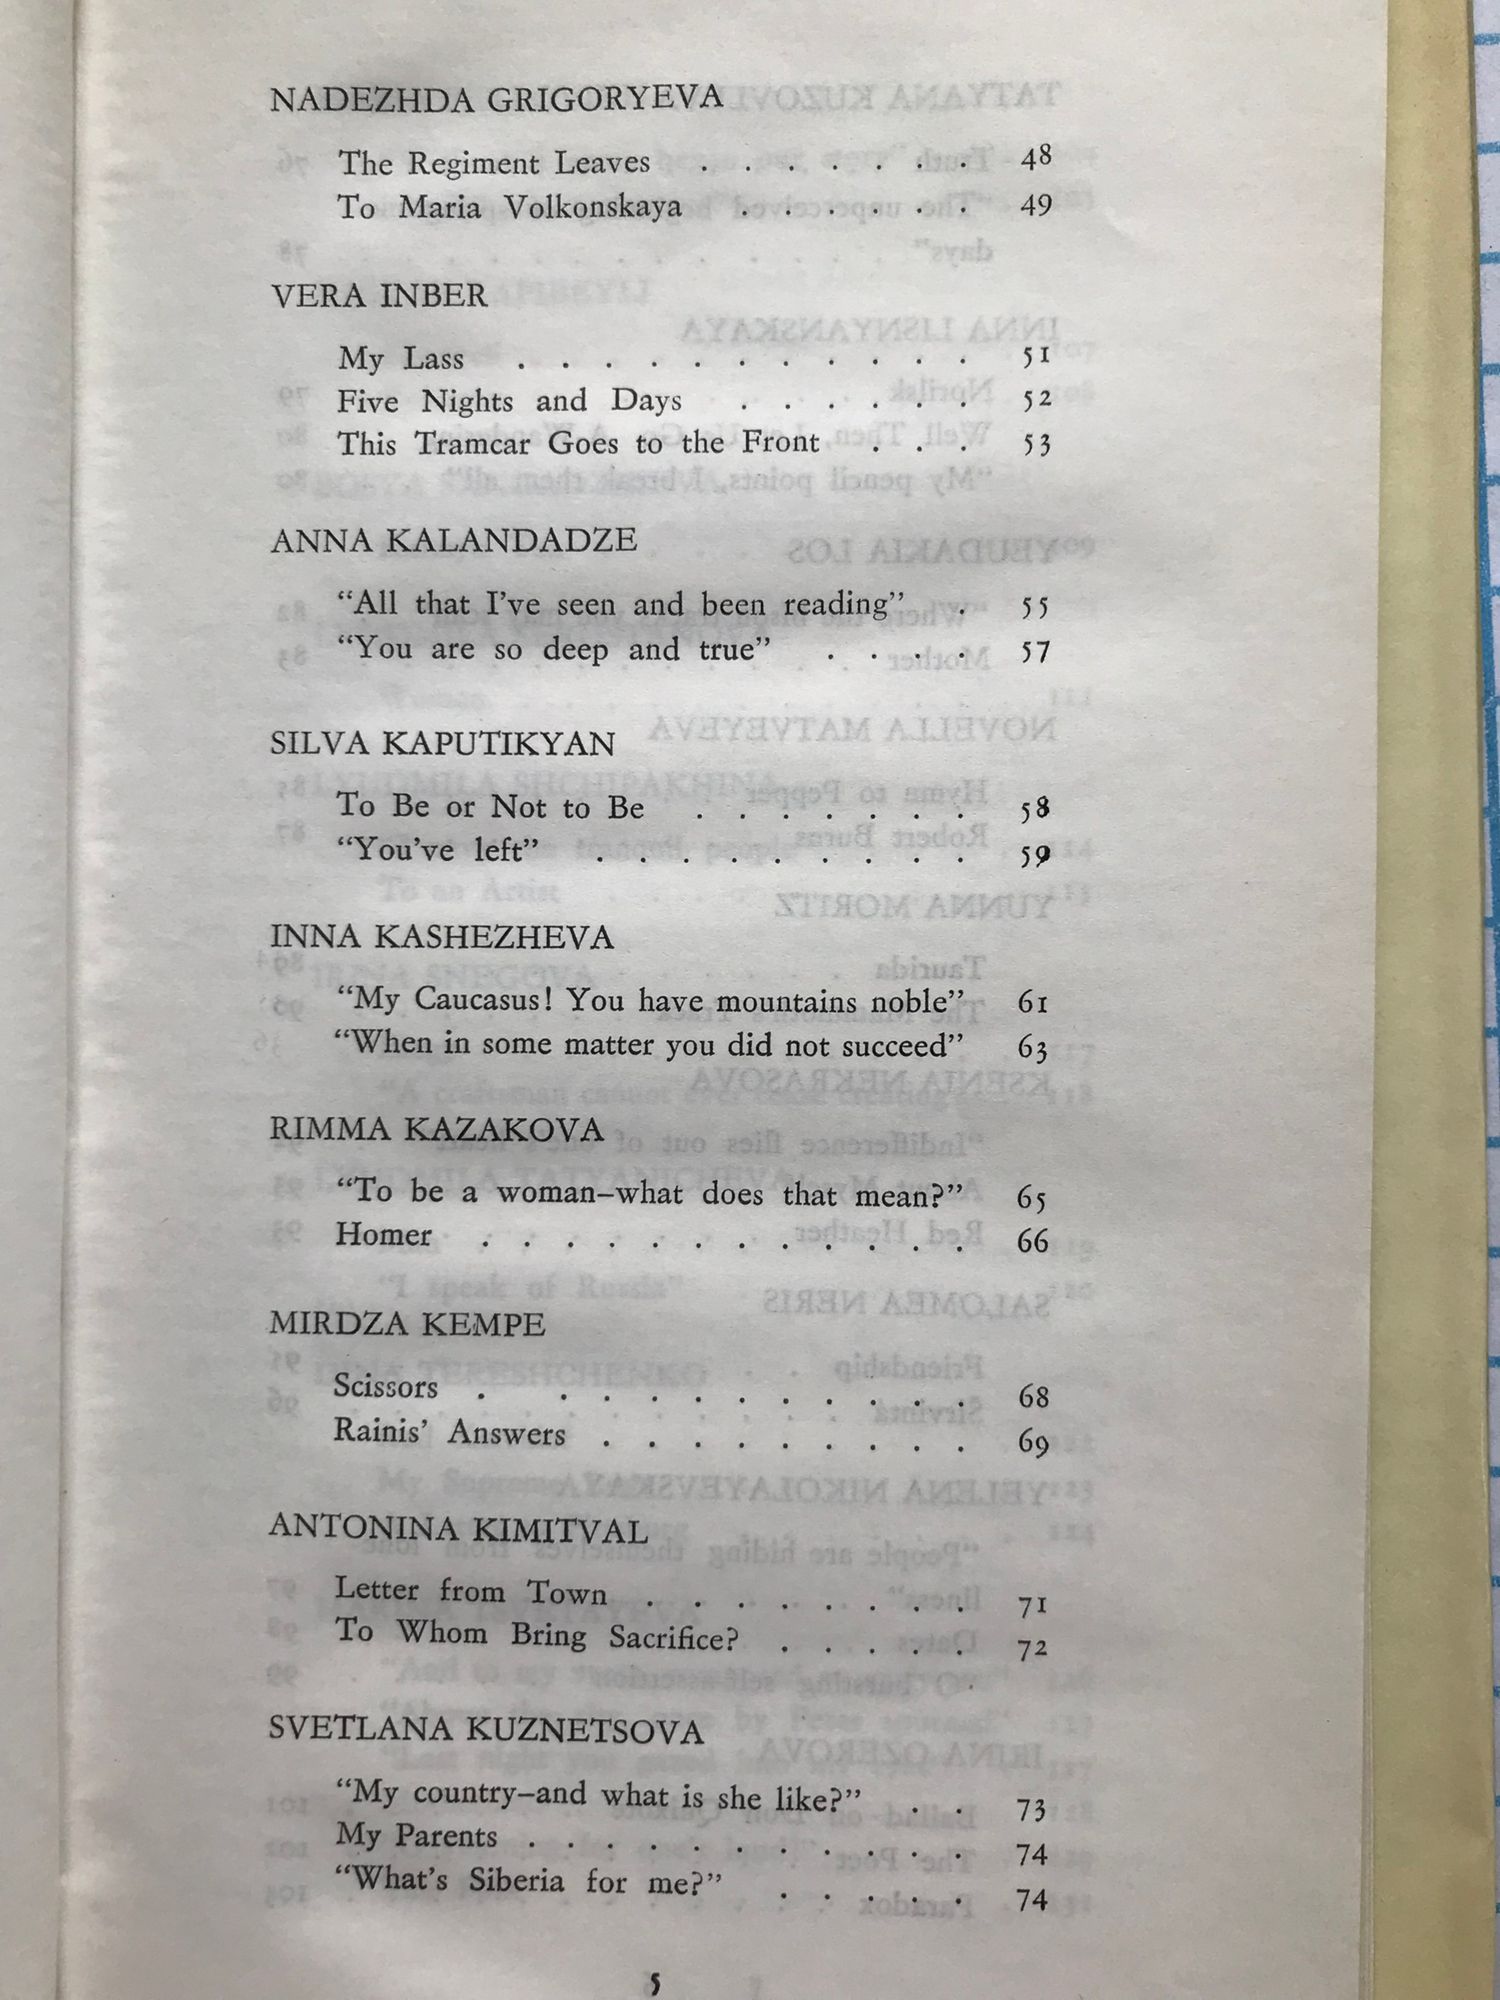 NADEZHDA GRIGORYEVA
The Regiment Leaves . . . . . . . 48
To Maria Volkonskaya . . . . . . 49
VERA INBER
My Lass . . . . . . . . . . . 51
Five Nights and Days . . . . . . 52
This Tramcar Goes to the Front . . . 53
ANNA KALANDADZE
“All that I’ve seen and been reading” . 55
“You are so deep and true” . . . . 57
SILVA KAPUTIKYAN
To Be or Not to Be . . . . . . . 58
“You’ve left” . . . . . . . . . 59
INNA KASHEZHEVA
“My Caucasus! You have mountains noble” 61
“When in some matter you did not succeed” 63
RIMMA KAZAKOVA
“To be a woman–what does that mean?” 65
Homer . . . . . . . . . . . . 66
MIRDZA KEMPE
Scissors . . . . . . . . . . . 68
Rainis’ Answers . . . . . . . . . 69
ANTONINA KIMITVAL
Letter from Town . . . . . . . . 71
To Whom Bring Sacrifice? . . . . . 72
SVETLANA KUZNETSOVA
“My country–and what is she like?” . . 73
My Parents . . . . . . . . . . . 74
“What’s Siberia for me?” . . . . . 74
5